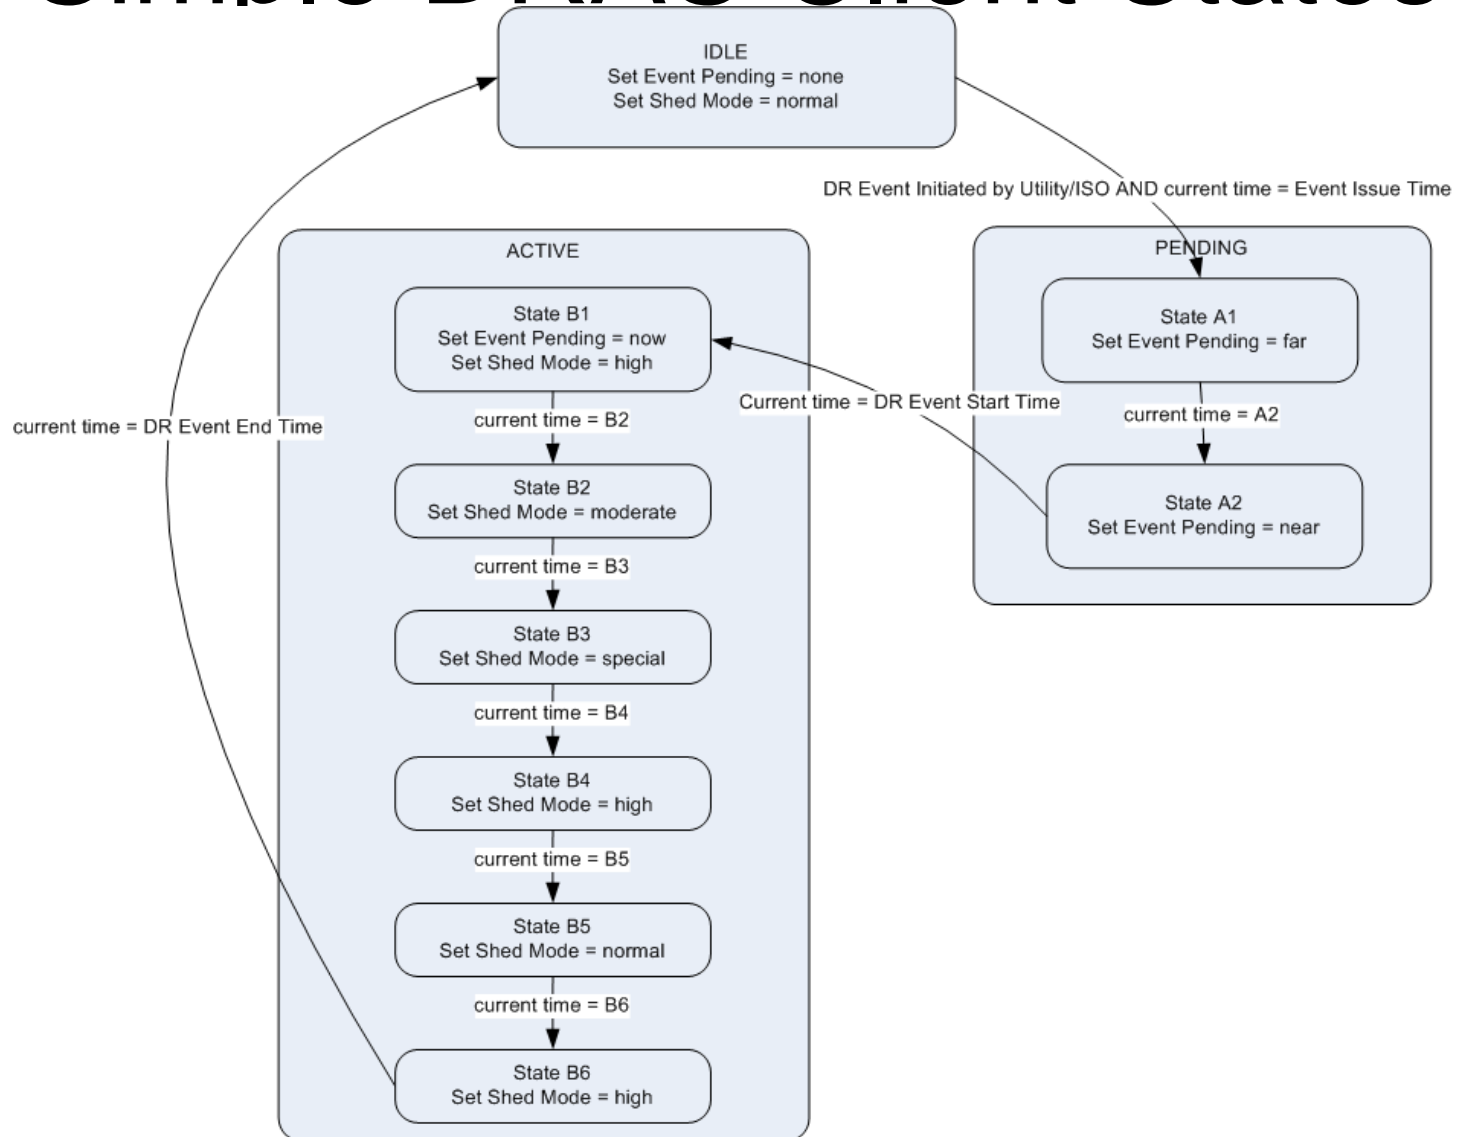 Simple DRAS Client States
IDLE
Set Event Pending = none
Set Shed Mode = normal
DR Event Initiated by Utility/ISO AND current time = Event Issue Time
PENDING
State A1
Set Event Pending = far
current time = A2
State A2
Set Event Pending = near
Current time = DR Event Start Time
ACTIVE
State B1
Set Event Pending = now
Set Shed Mode = high
current time = B2
State B2
Set Shed Mode = moderate
current time = B3
State B3
Set Shed Mode = special
current time = B4
State B4
Set Shed Mode = high
current time = B5
State B5
Set Shed Mode = normal
current time = B6
State B6
Set Shed Mode = high
current time = DR Event End Time